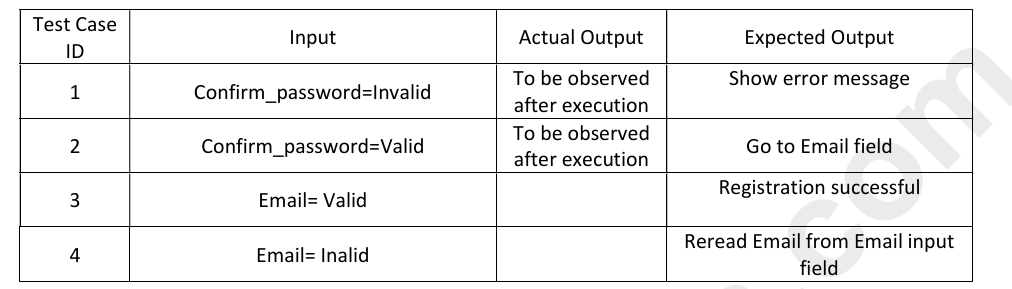 Test Case
ID
Input
Actual Output
Expected Output
1
Confirm_password=Invalid
To be observed
after execution
Show error message
2
Confirm_password=Valid
To be observed
after execution
Go to Email field
3
Email= Valid
Registration successful
4
Email= Inalid
Reread Email from Email input
field
.com